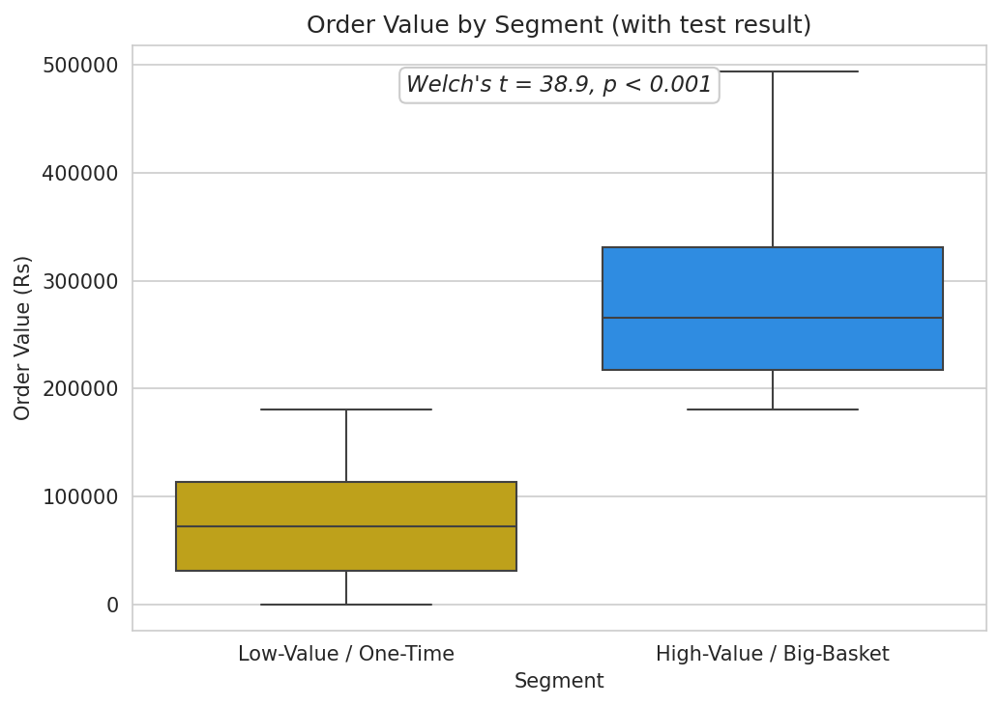 Order Value by Segment (with test result)
Welch's t = 38.9, p < 0.001
Order Value (Rs)
500000
400000
300000
200000
100000
0
Low-Value / One-Time
High-Value / Big-Basket
Segment